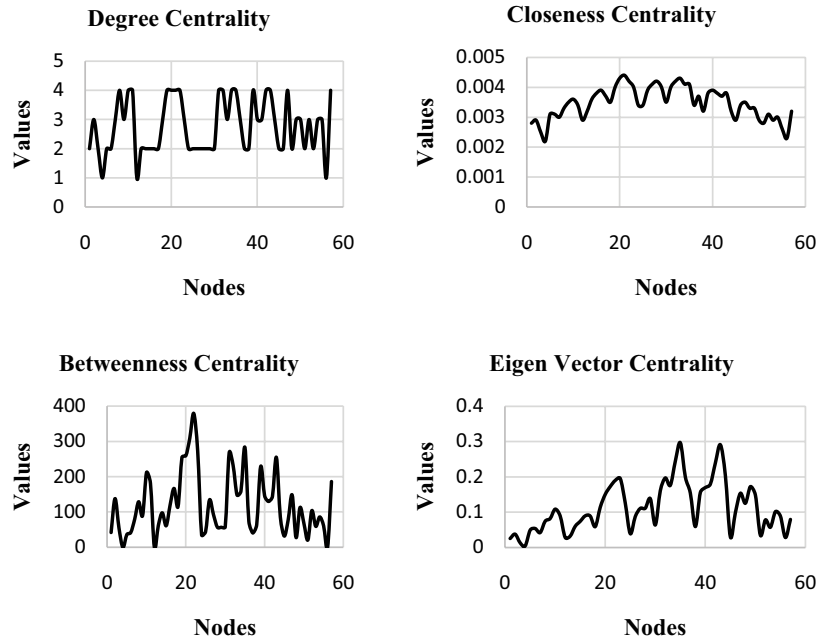 Degree Centrality
Values
5
4
3
2
1
0
0 20 40 60
Nodes
Closeness Centrality
Values
0.005
0.004
0.003
0.002
0.001
0
0 20 40 60
Nodes
Betweenness Centrality
Values
400
300
200
100
0
0 20 40 60
Nodes
Eigen Vector Centrality
Values
0.4
0.3
0.2
0.1
0
0 20 40 60
Nodes